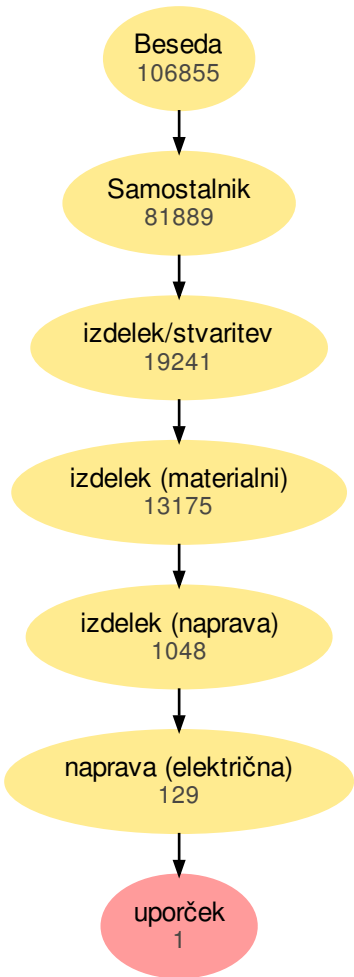 Beseda
106855
Samostalnik
81889
izdelek/stvaritev
19241
izdelek (materialni)
13175
izdelek (naprava)
1048
naprava (električna)
129
uporček
1